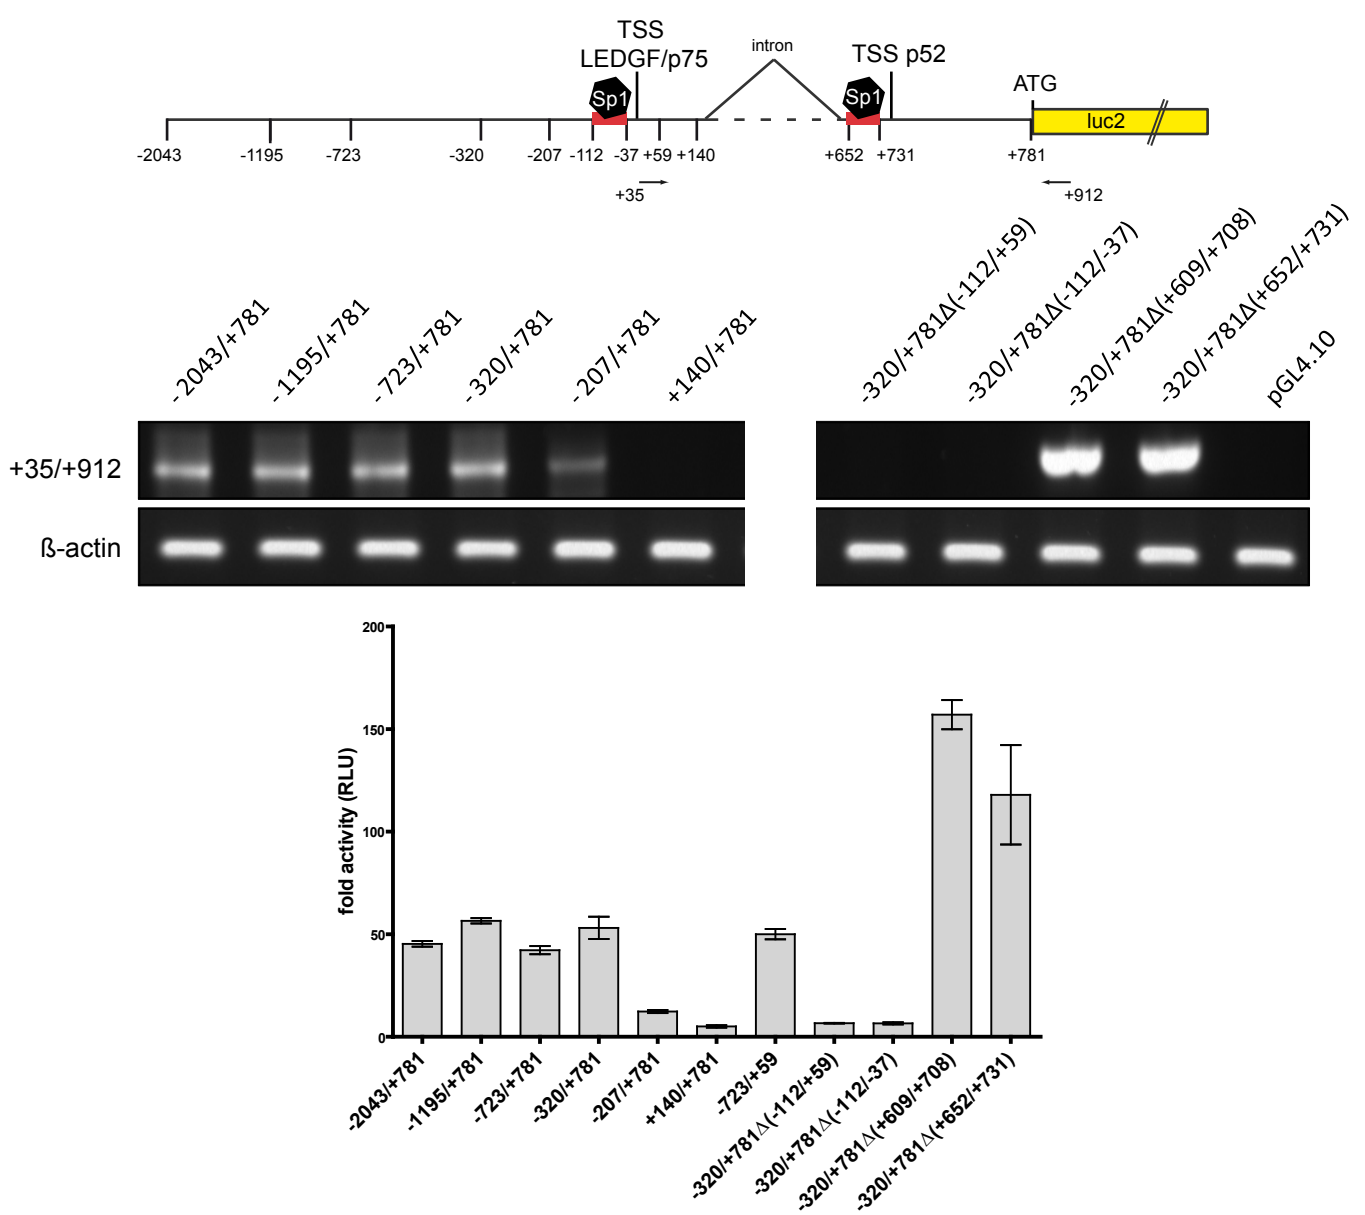 TSS
LEDGF/p75
intron
TSS p52
Sp1
Sp1
ATG
luc2
-2043
-1195
-723
-320
-207
-112
-37
+59
+140
+652
+731
+781
+35
+912
-2043/+781
-1195/+781
-723/+781
-320/+781
-207/+781
+140/+781
-320/+781Δ(-112/+59)
-320/+781Δ(-112/-37)
-320/+781Δ(+609/+708)
-320/+781Δ(+652/+731)
pGL4.10
+35/+912
ß-actin
fold activity (RLU)
200
150
100
50
0
-2043/+781
-1195/+781
-723/+781
-320/+781
-207/+781
+140/+781
-723/+59
-320/+781Δ(-112/+59)
-320/+781Δ(-112/-37)
-320/+781Δ(+609/+708)
-320/+781Δ(+652/+731)